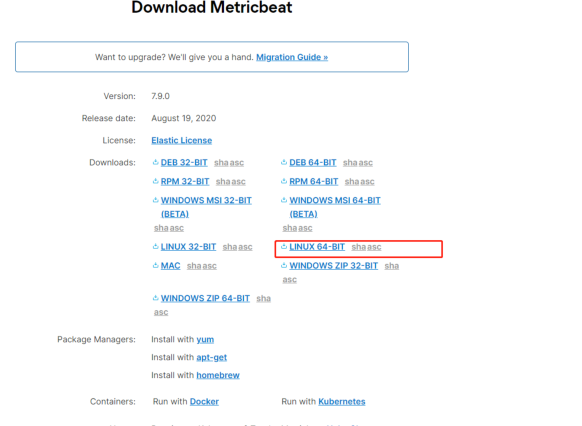 Download Metricbeat
Want to upgrade? We'll give you a hand. Migration Guide »
Version: 7.9.0
Release date: August 19, 2020
License: Elastic License
Downloads: DEB 32-BIT sha asc DEB 64-BIT sha asc
RPM 32-BIT sha asc RPM 64-BIT sha asc
WINDOWS MSI 32-BIT (BETA) sha asc WINDOWS MSI 64-BIT (BETA) sha asc
LINUX 32-BIT sha asc LINUX 64-BIT sha asc
MAC sha asc WINDOWS ZIP 32-BIT sha asc
WINDOWS ZIP 64-BIT sha asc
Package Managers: Install with yum
Install with apt-get
Install with homebrew
Containers: Run with Docker Run with Kubernetes